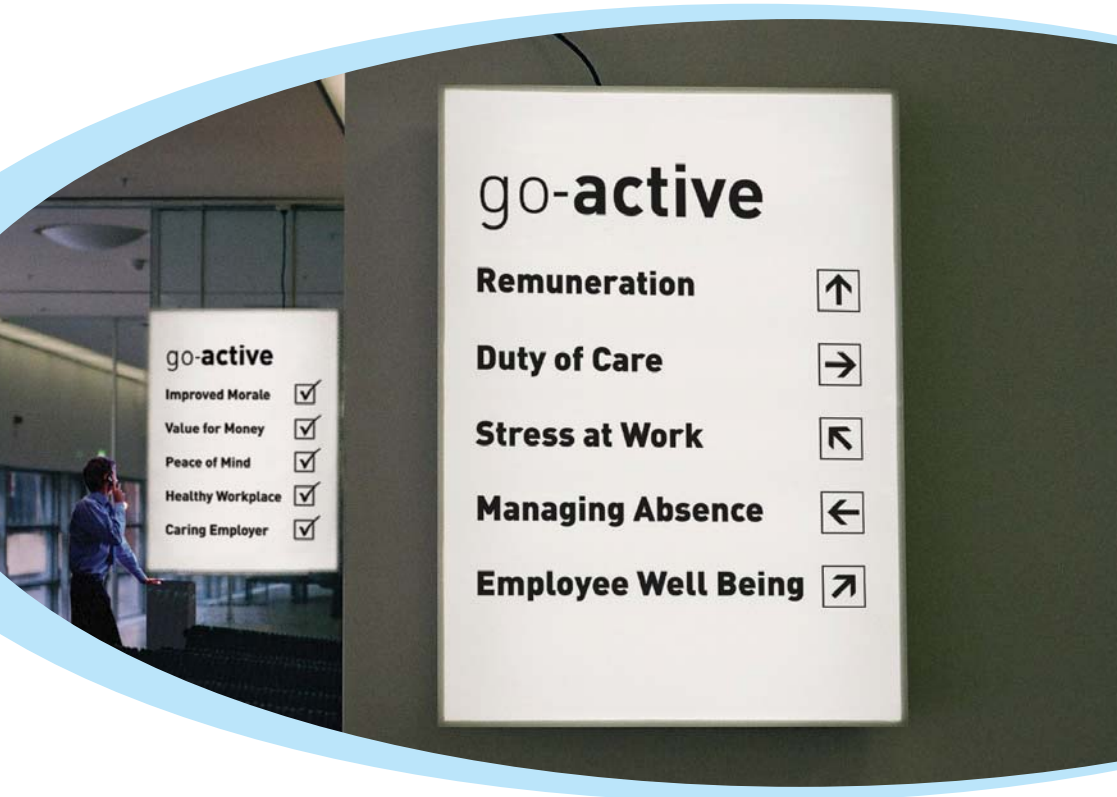 go-active
Improved Morale
Value for Money
Peace of Mind
Healthy Workplace
Caring Employer
go-active
Remuneration
Duty of Care
Stress at Work
Managing Absence
Employee Well Being